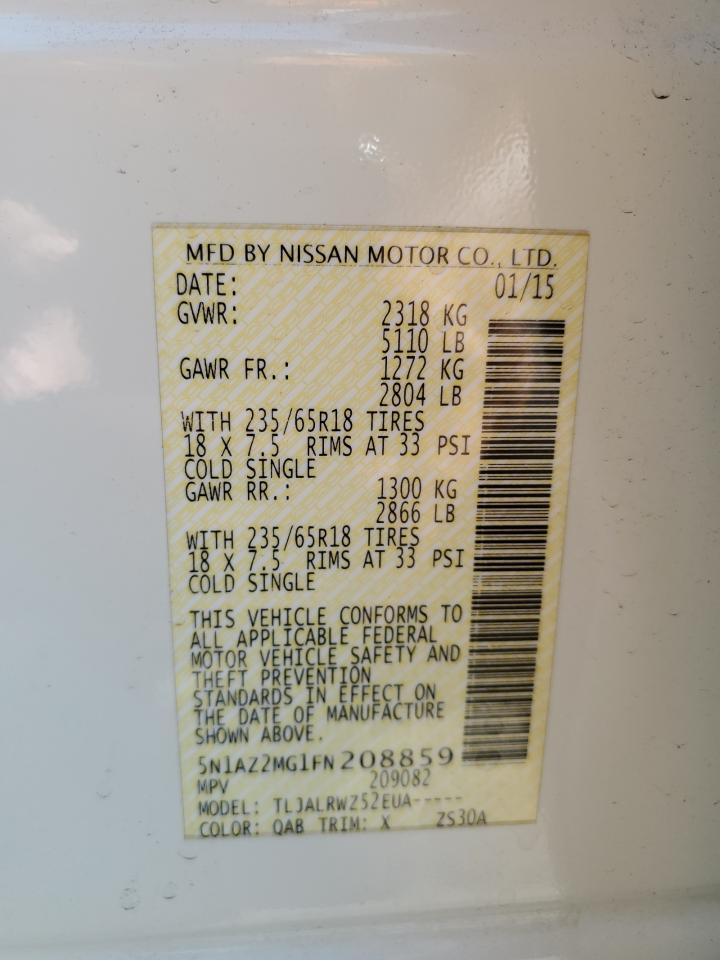 MFD BY NISSAN MOTOR CO., LTD.
DATE: 01/15
GVWR: 2318 KG
5110 LB
GAWR FR.: 1272 KG
2804 LB
WITH 235/65R18 TIRES
18 X 7.5 RIMS AT 33 PSI
COLD SINGLE
GAWR RR.: 1300 KG
2866 LB
WITH 235/65R18 TIRES
18 X 7.5 RIMS AT 33 PSI
COLD SINGLE
THIS VEHICLE CONFORMS TO
ALL APPLICABLE FEDERAL
MOTOR VEHICLE SAFETY AND
THEFT PREVENTION
STANDARDS IN EFFECT ON
THE DATE OF MANUFACTURE
SHOWN ABOVE.
5N1AZ2MG1FN208859
MPV 209082
MODEL: TLJALRWZ52EUA-----
COLOR: QAB TRIM: X ZS30A